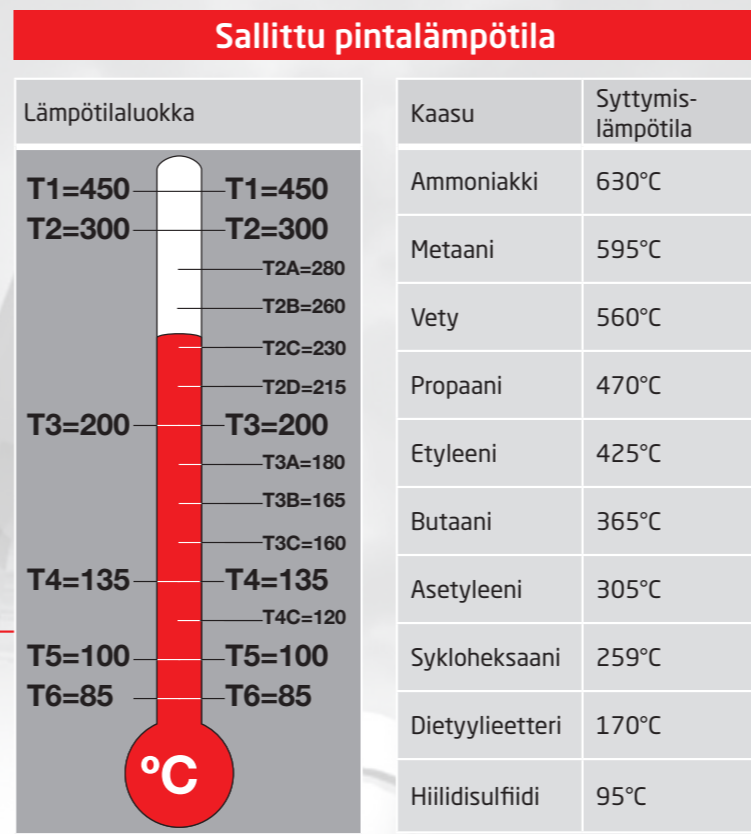 Sallittu pintalämpötila
Lämpötilaluokka
T1=450 T1=450
T2=300 T2=300
T2A=280
T2B=260
T2C=230
T2D=215
T3=200 T3=200
T3A=180
T3B=165
T3C=160
T4=135 T4=135
T4C=120
T5=100 T5=100
T6=85 T6=85
ºC
Kaasu Syttymis-
lämpötila
Ammoniakki 630°C
Metaani 595°C
Vety 560°C
Propaani 470°C
Etyleeni 425°C
Butaani 365°C
Asetyleeni 305°C
Sykloheksaani 259°C
Dietyylieetteri 170°C
Hiilidisulfiidi 95°C